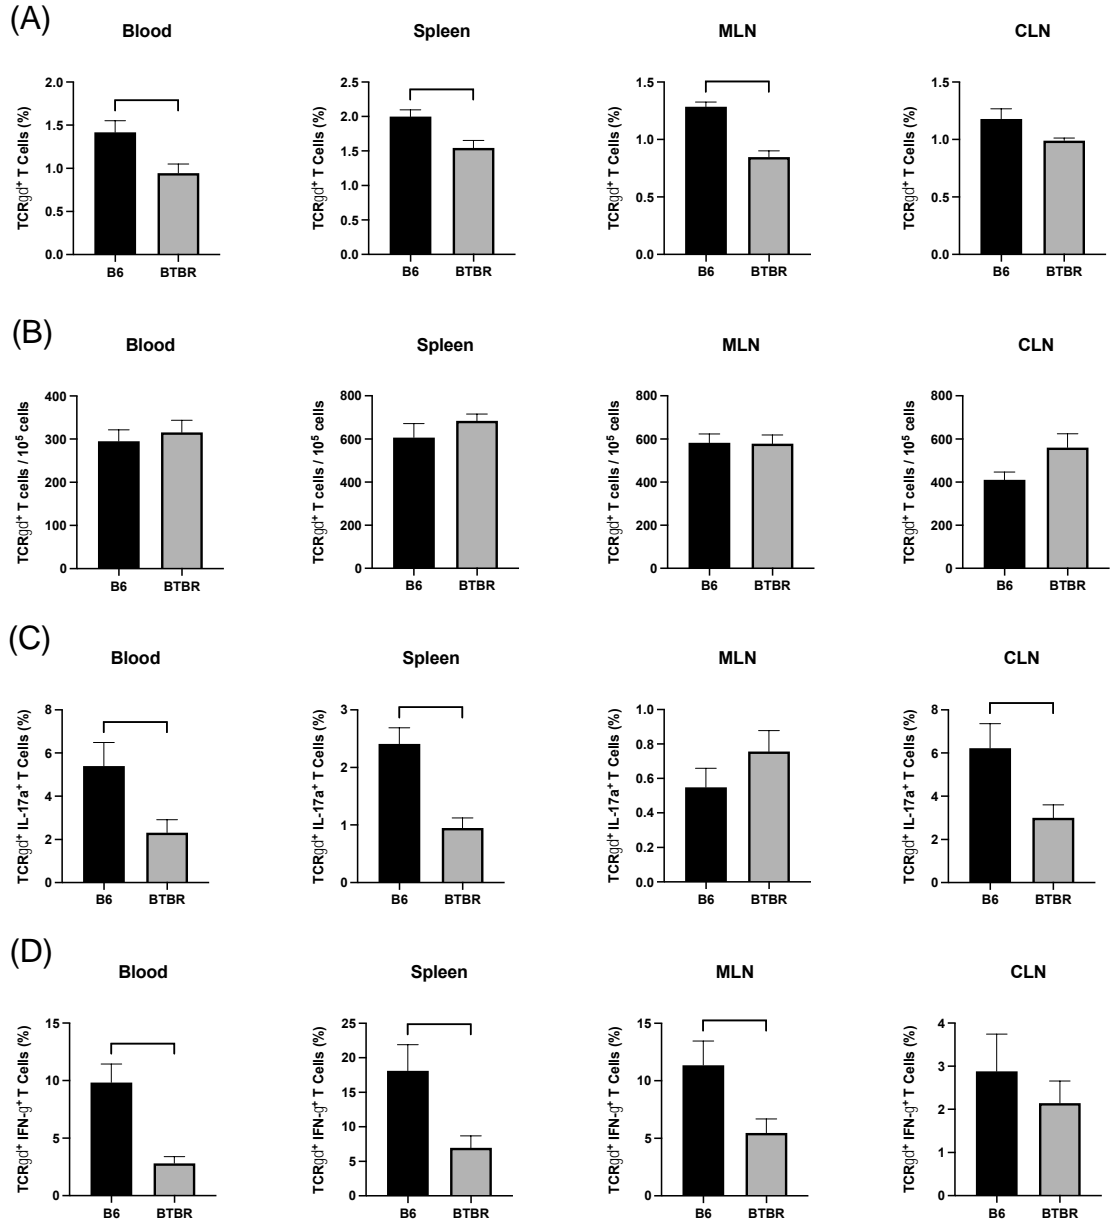 (A)
Blood
Spleen
MLN
CLN
TCRgd⁺ T Cells (%)
2.0
1.5
1.0
0.5
0.0
B6
BTBR
TCRgd⁺ T Cells (%)
2.5
2.0
1.5
1.0
0.5
0.0
B6
BTBR
TCRgd⁺ T Cells (%)
1.5
1.0
0.5
0.0
B6
BTBR
TCRgd⁺ T Cells (%)
1.5
1.0
0.5
0.0
B6
BTBR
(B)
Blood
Spleen
MLN
CLN
TCRgd⁺ T cells / 10⁵ cells
400
300
200
100
0
B6
BTBR
TCRgd⁺ T cells / 10⁵ cells
800
600
400
200
0
B6
BTBR
TCRgd⁺ T cells / 10⁵ cells
800
600
400
200
0
B6
BTBR
TCRgd⁺ T cells / 10⁵ cells
800
600
400
200
0
B6
BTBR
(C)
Blood
Spleen
MLN
CLN
TCRgd⁺ IL-17a⁺ T Cells (%)
8
6
4
2
0
B6
BTBR
TCRgd⁺ IL-17a⁺ T Cells (%)
3
2
1
0
B6
BTBR
TCRgd⁺ IL-17a⁺ T Cells (%)
1.0
0.8
0.6
0.4
0.2
0.0
B6
BTBR
TCRgd⁺ IL-17a⁺ T Cells (%)
8
6
4
2
0
B6
BTBR
(D)
Blood
Spleen
MLN
CLN
TCRgd⁺ IFN-g⁺ T Cells (%)
15
10
5
0
B6
BTBR
TCRgd⁺ IFN-g⁺ T Cells (%)
25
20
15
10
5
0
B6
BTBR
TCRgd⁺ IFN-g⁺ T Cells (%)
15
10
5
0
B6
BTBR
TCRgd⁺ IFN-g⁺ T Cells (%)
4
3
2
1
0
B6
BTBR